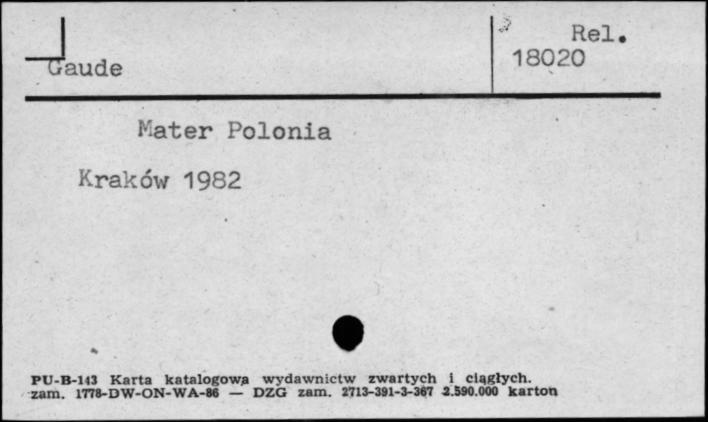 Rel.
18020
Gaude
Mater Polonia
Kraków 1982
PU-B-143 Karta katalogowa wydawnictw zwartych i ciągłych.
zam. 1778-DW-ON-WA-86 — DZG zam. 2713-391-3-367 2.590.000 karton